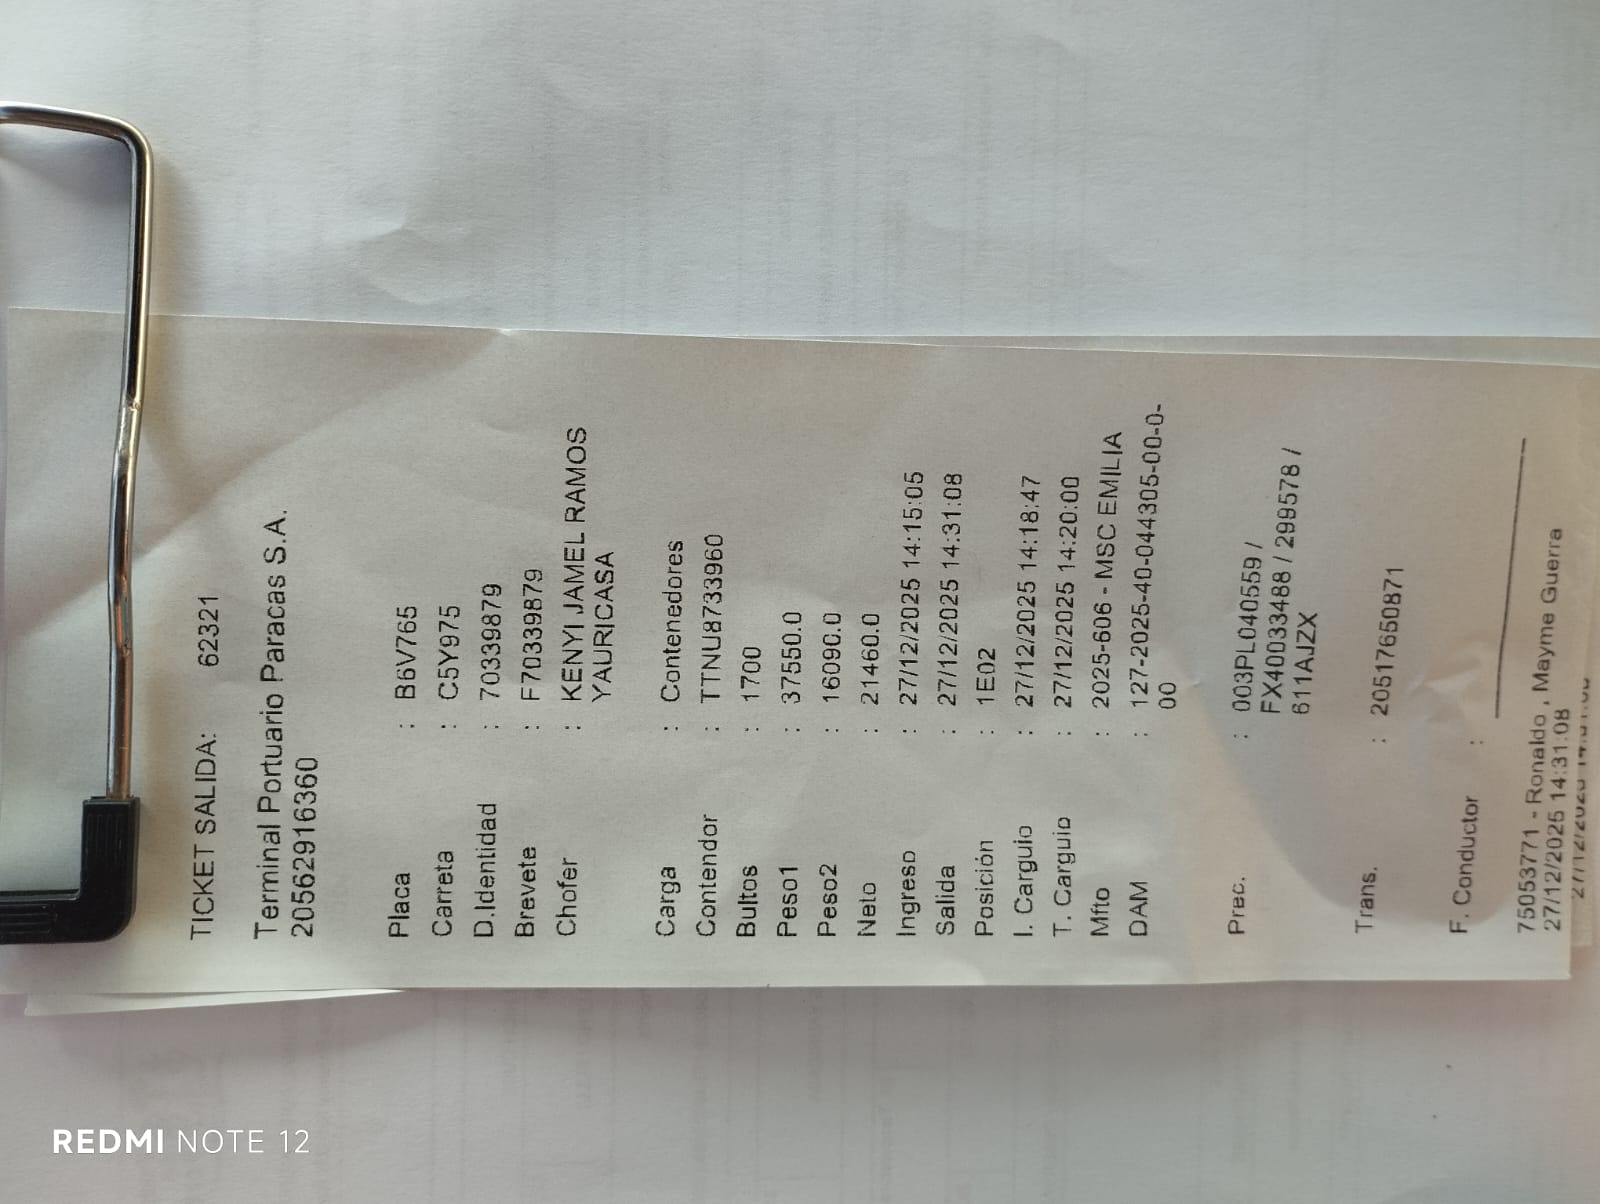 TICKET SALIDA: 62321
Terminal Portuario Paracas S.A.
20562916360
Placa : B6V765
Carreta : C5Y975
D.Identidad : 70339879
Brevete : F70339879
Chofer : KENYI JAMEL RAMOS
YAURICASA
Carga : Contenedores
Contendor : TTNU8733960
Bultos : 1700
Peso1 : 37550.0
Peso2 : 16090.0
Neto : 21460.0
Ingreso : 27/12/2025 14:15:05
Salida : 27/12/2025 14:31:08
Posición : 1E02
I. Carguio : 27/12/2025 14:18:47
T. Carguio : 27/12/2025 14:20:00
Mfto : 2025-606 - MSC EMILIA
DAM : 127-2025-40-044305-00-0-
00
Prec. : 003PL040559 /
FX40033488 / 299578 /
611AJZX
Trans. : 20517650871
F. Conductor :
75053771 - Ronaldo , Mayme Guerra
27/12/2025 14:31:08
REDMI NOTE 12